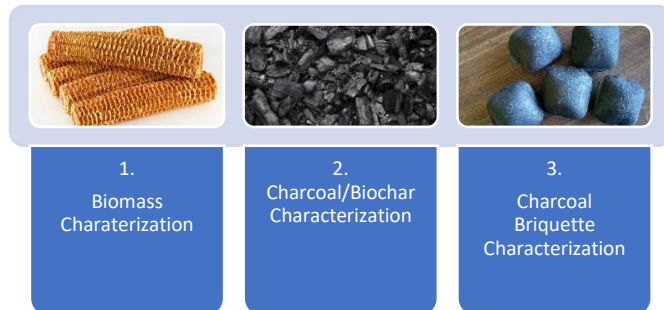 1.
Biomass
Charaterization
2.
Charcoal/Biochar
Characterization
3.
Charcoal
Briquette
Characterization